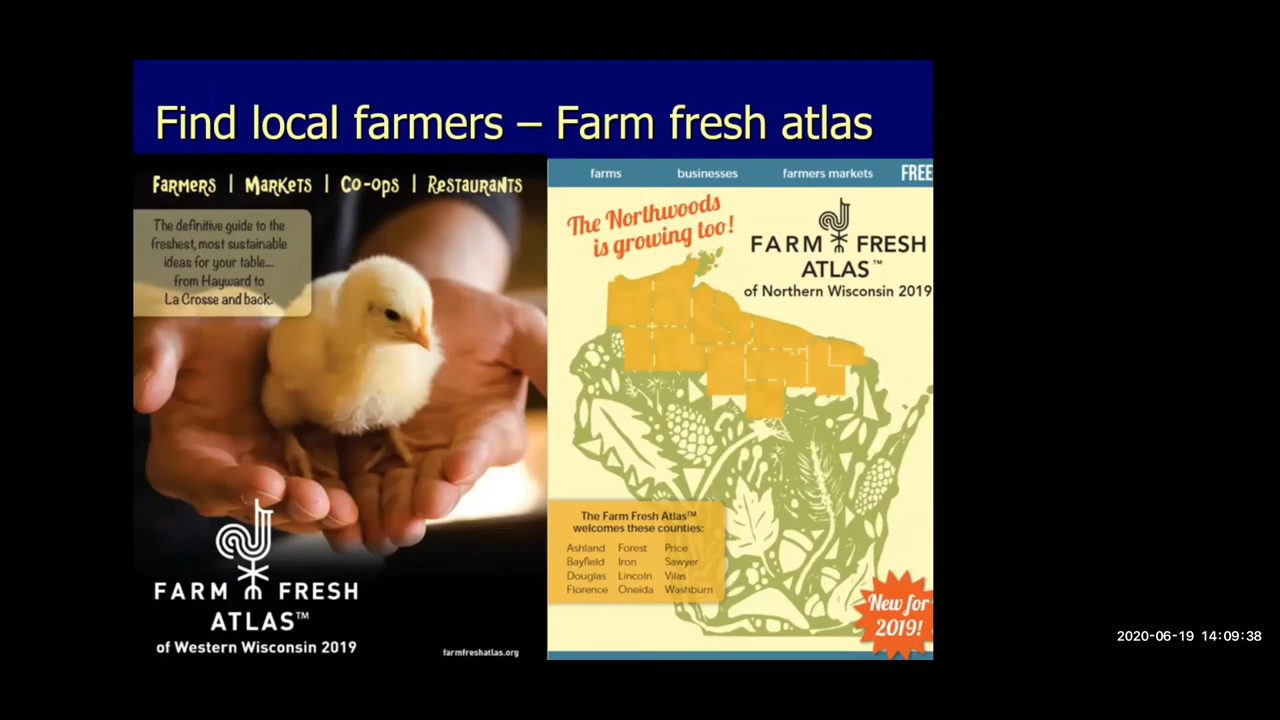 Find local farmers – Farm fresh atlas
Farmers | Markets | Co-ops | Restaurants
The definitive guide to the
freshest, most sustainable
ideas for your table....
from Hayward to
La Crosse and back.
FARM FRESH
ATLAS™
of Western Wisconsin 2019
farmfreshatlas.org
farms businesses farmers markets FREE
The Northwoods
is growing too!
FARM FRESH
ATLAS™
of Northern Wisconsin 2019
The Farm Fresh Atlas™
welcomes these counties:
Ashland Forest Price
Bayfield Iron Sawyer
Douglas Lincoln Vilas
Florence Oneida Washburn
New for
2019!
2020-06-19 14:09:38